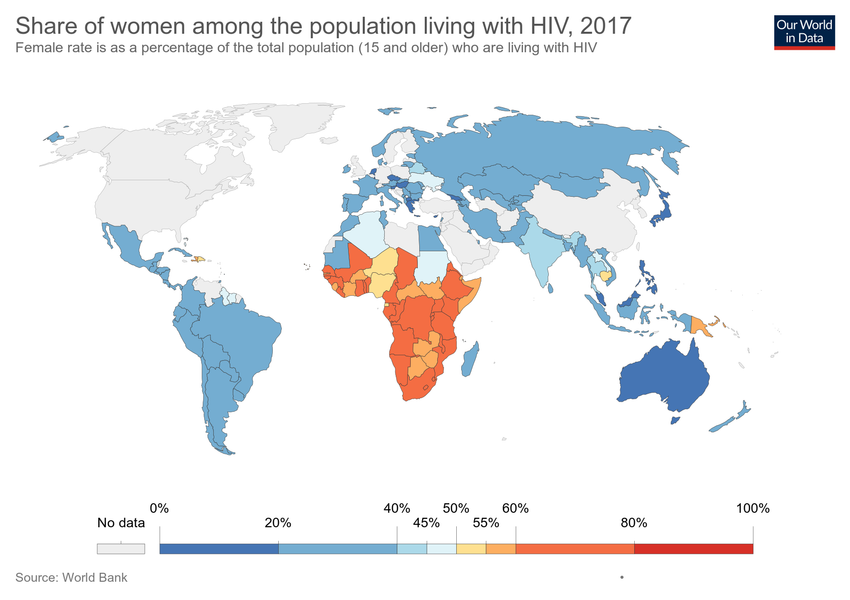 Share of women among the population living with HIV, 2017
Female rate is as a percentage of the total population (15 and older) who are living with HIV
Our World
in Data
0% 40% 50% 60% 100%
No data 20% 45% 55% 80%
Source: World Bank